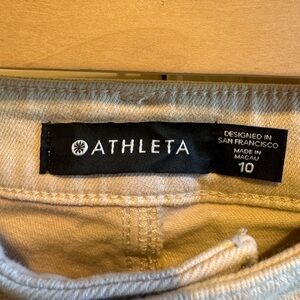 ATHLETA
DESIGNED IN
SAN FRANCISCO
MADE IN
MACAU
10